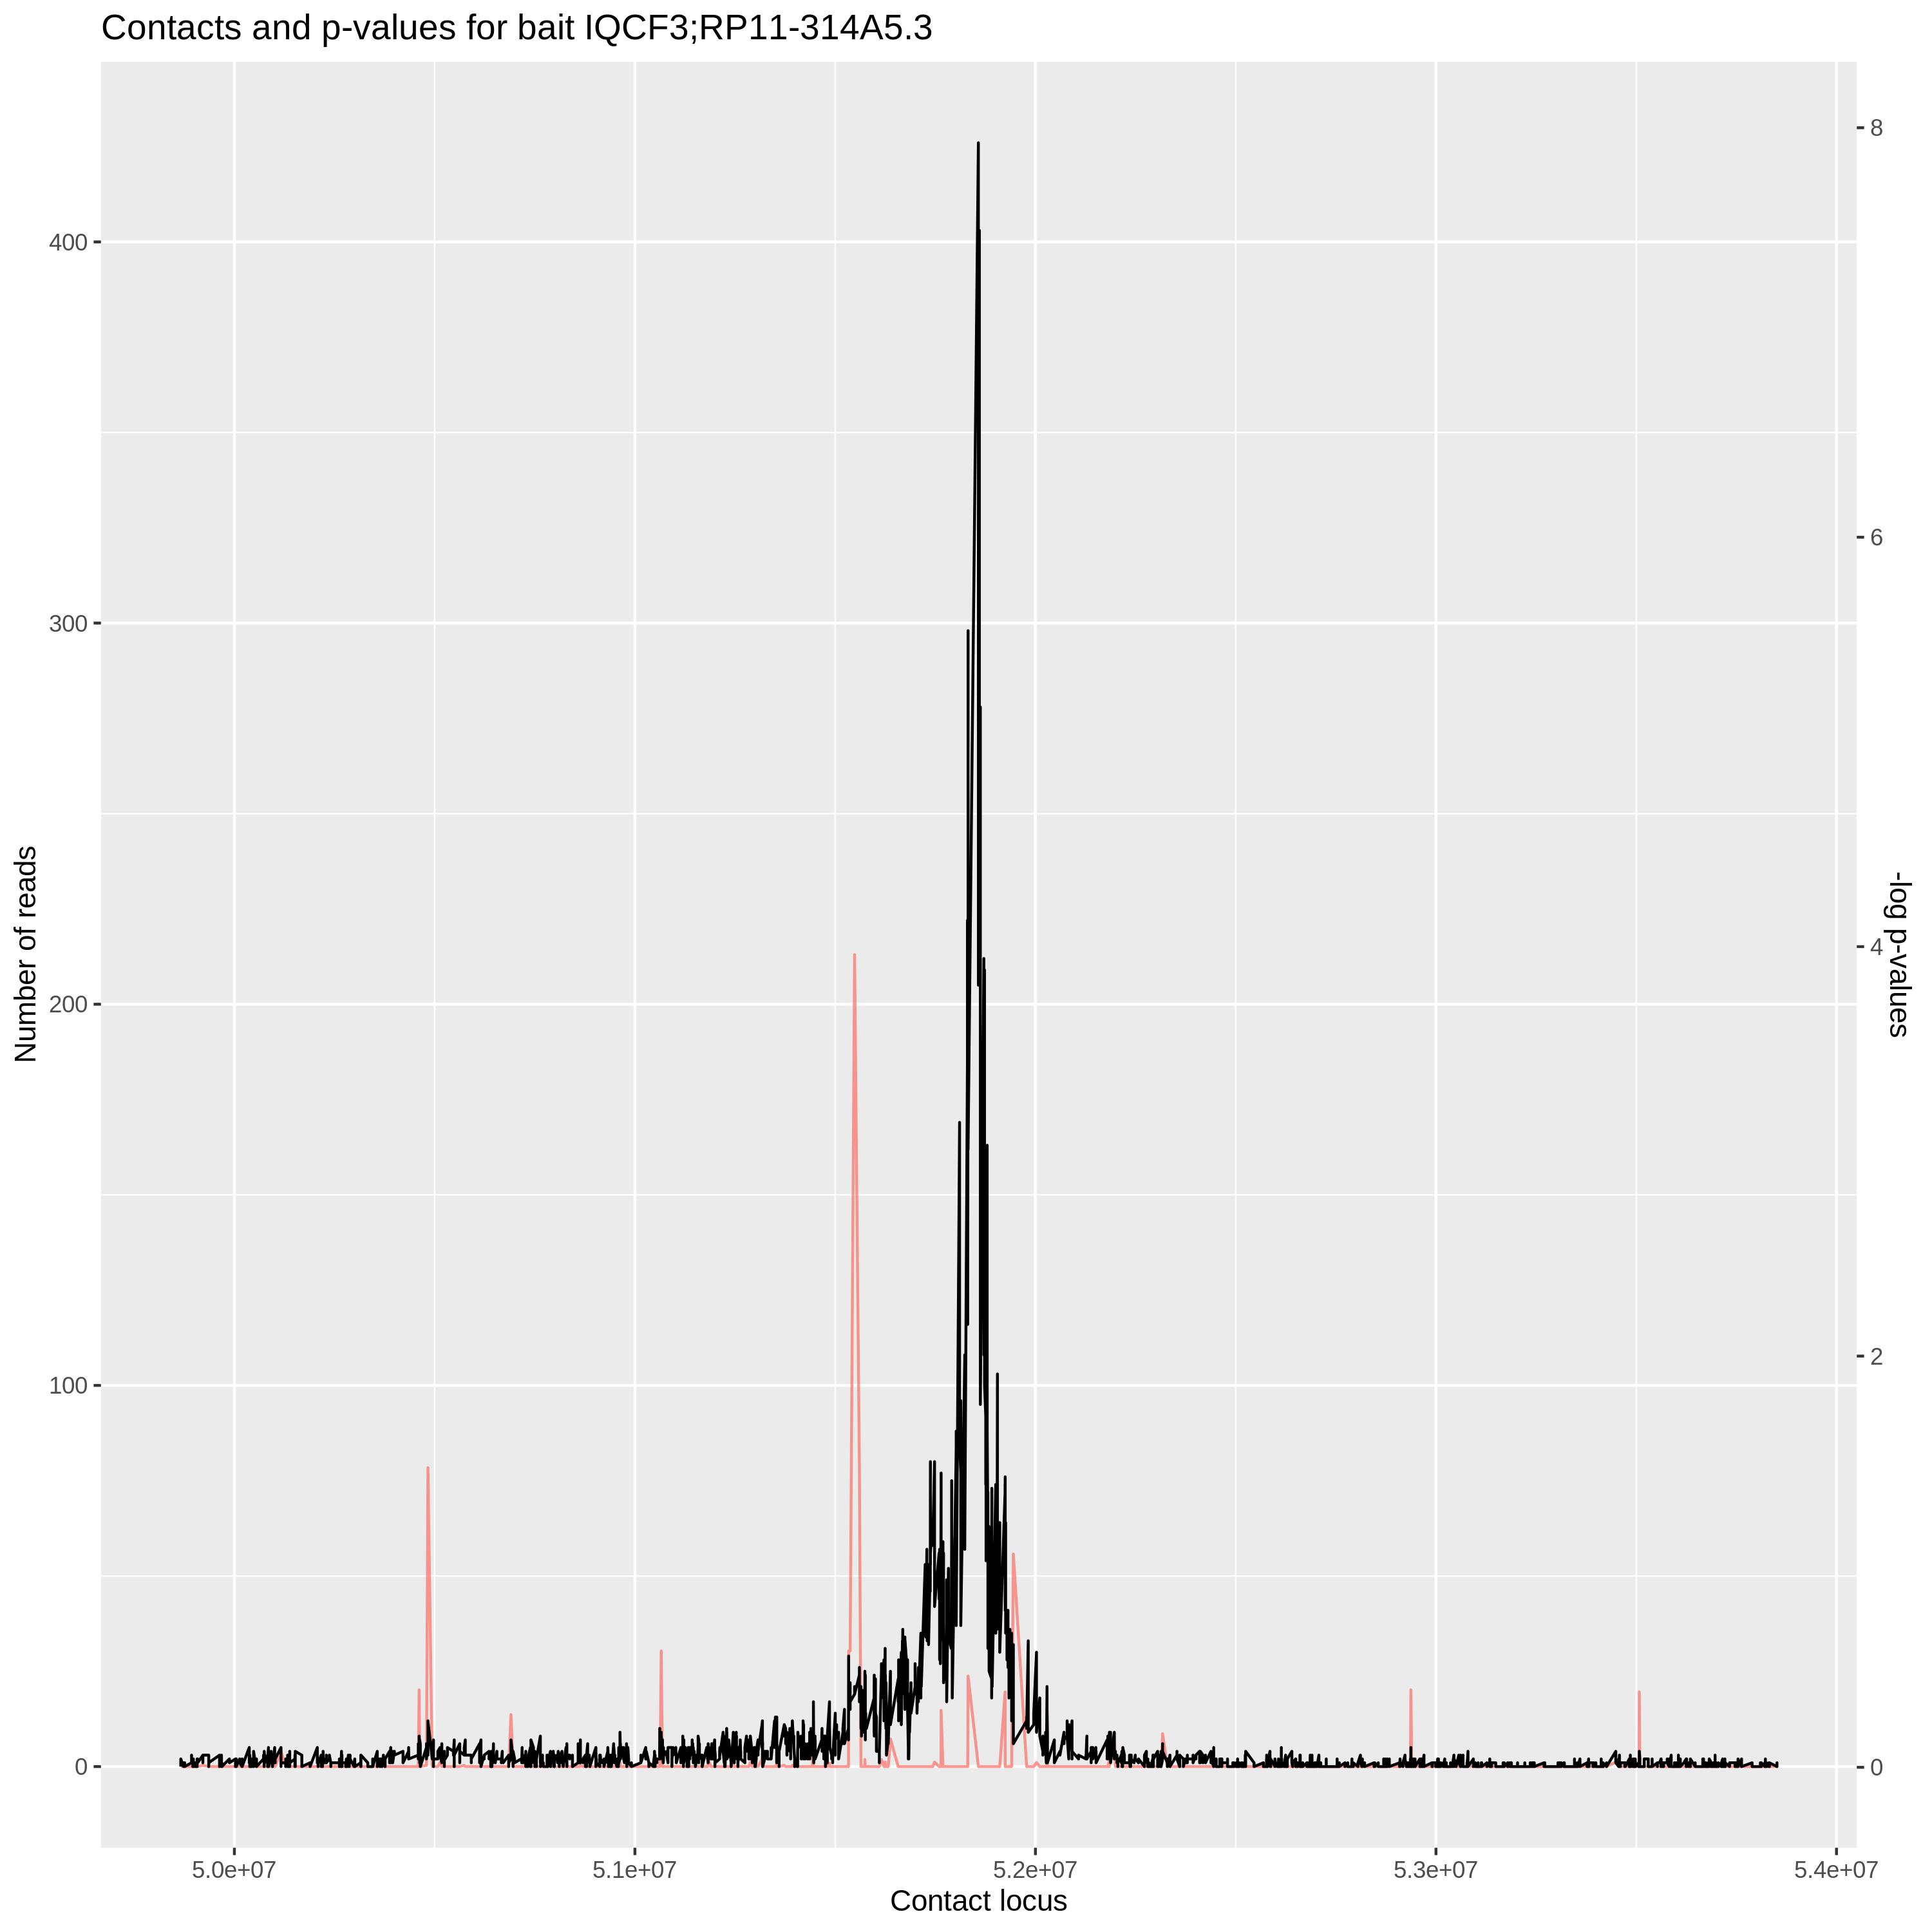 Contacts and p-values for bait IQCF3;RP11-314A5.3
Number of reads
400
300
200
100
0
8
6
4
2
0
-log p-values
5.0e+07
5.1e+07
5.2e+07
5.3e+07
5.4e+07
Contact locus